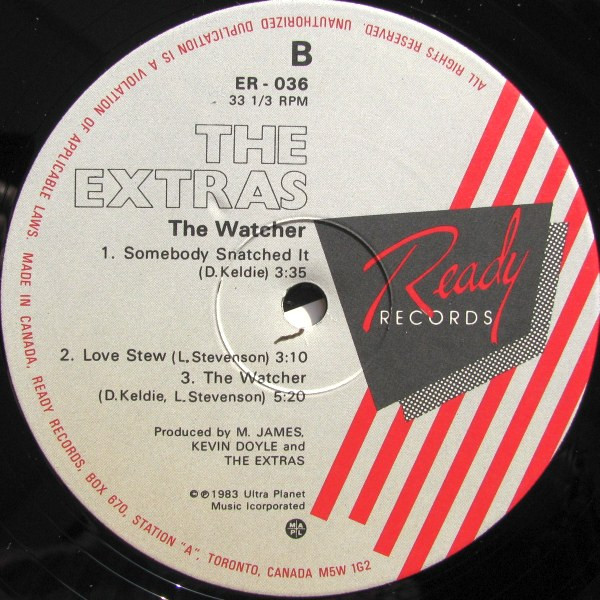 B
ER - 036
33 1/3 RPM
THE
EXTRAS
The Watcher
1. Somebody Snatched It
(D. Keldie) 3:35
2. Love Stew (L. Stevenson) 3:10
3. The Watcher
(D. Keldie, L. Stevenson) 5:20
Produced by M. JAMES,
KEVIN DOYLE and
THE EXTRAS
© ℗ 1983 Ultra Planet
Music Incorporated
MAPL
Ready
RECORDS
ALL RIGHTS RESERVED. UNAUTHORIZED DUPLICATION IS A VIOLATION OF APPLICABLE LAWS. MADE IN CANADA, READY RECORDS, BOX 670, STATION "A", TORONTO, CANADA M5W 1G2